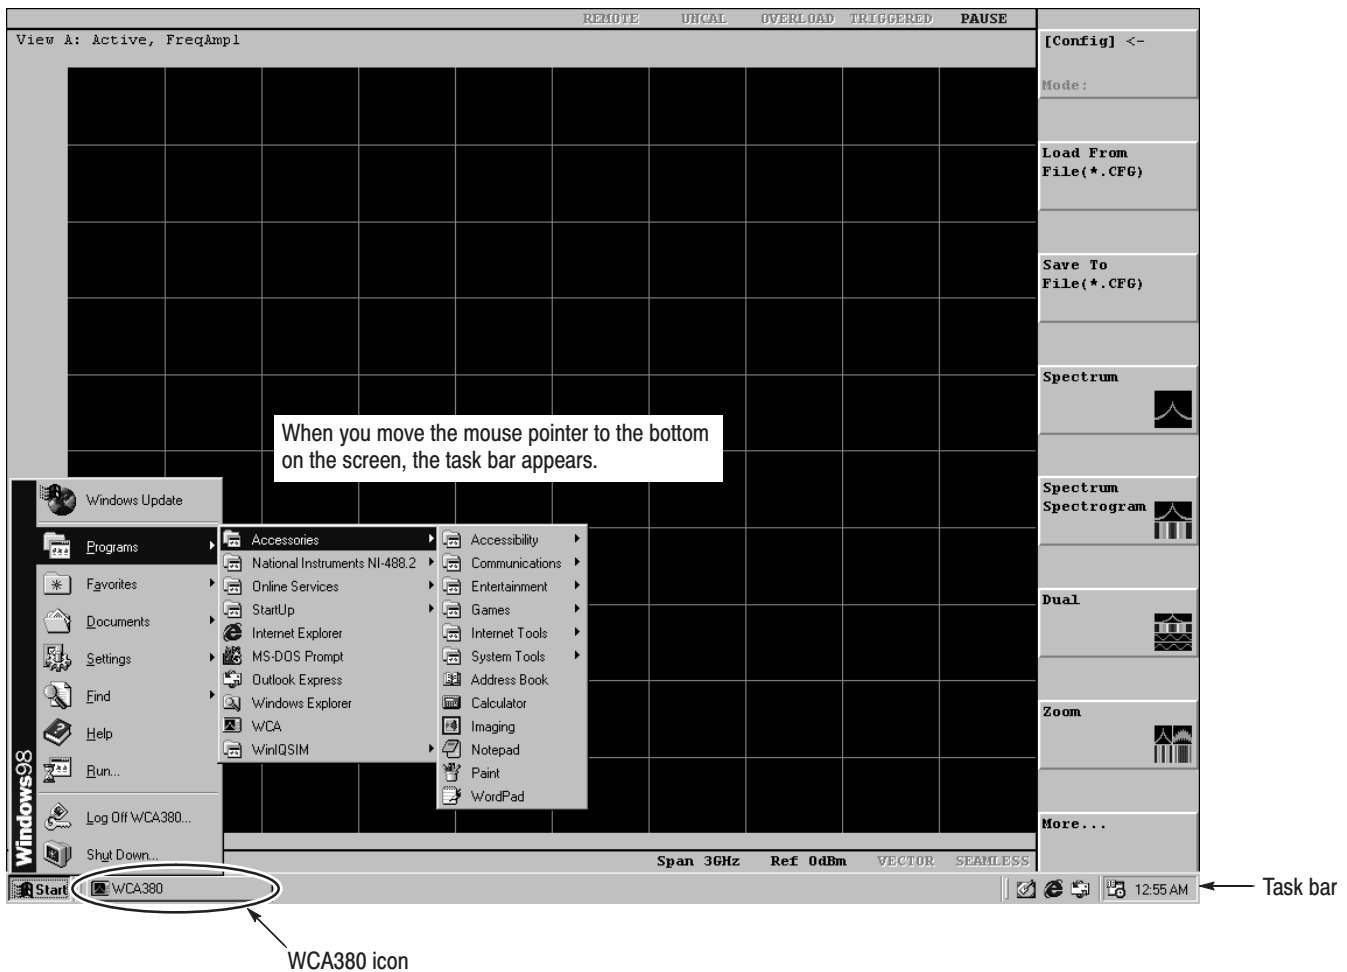 REMOTE UNCAL OVERLOAD TRIGGERED PAUSE
View A: Active, FreqAmpl
[Config] <-
Mode:
Load From
File(*.CFG)
Save To
File(*.CFG)
Spectrum
Spectrum
Spectrogram
Dual
Zoom
More...
When you move the mouse pointer to the bottom
on the screen, the task bar appears.
Windows Update
Programs
Favorites
Documents
Settings
Find
Help
Run...
Log Off WCA380...
Shut Down...
Windows98
Accessories
National Instruments NI-488.2
Online Services
StartUp
Internet Explorer
MS-DOS Prompt
Outlook Express
Windows Explorer
WCA
WinIQSIM
Accessibility
Communications
Entertainment
Games
Internet Tools
System Tools
Address Book
Calculator
Imaging
Notepad
Paint
WordPad
Span 3GHz Ref 0dBm VECTOR SEAMLESS
Start WCA380 12:55 AM
Task bar
WCA380 icon